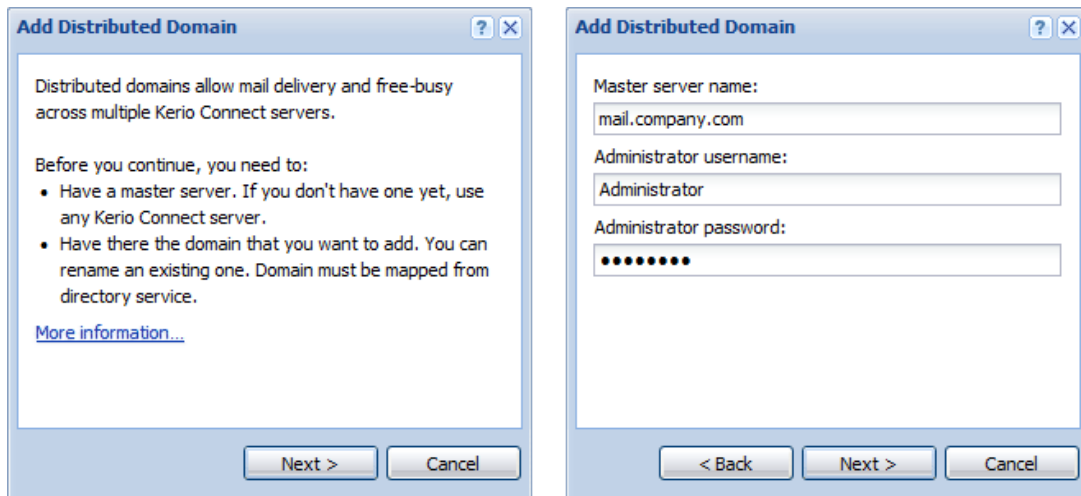 Add Distributed Domain
?
X
Distributed domains allow mail delivery and free-busy
across multiple Kerio Connect servers.
Before you continue, you need to:
• Have a master server. If you don't have one yet, use
any Kerio Connect server.
• Have there the domain that you want to add. You can
rename an existing one. Domain must be mapped from
directory service.
More information...
Next >
Cancel
Add Distributed Domain
?
X
Master server name:
mail.company.com
Administrator username:
Administrator
Administrator password:
••••••••
< Back
Next >
Cancel